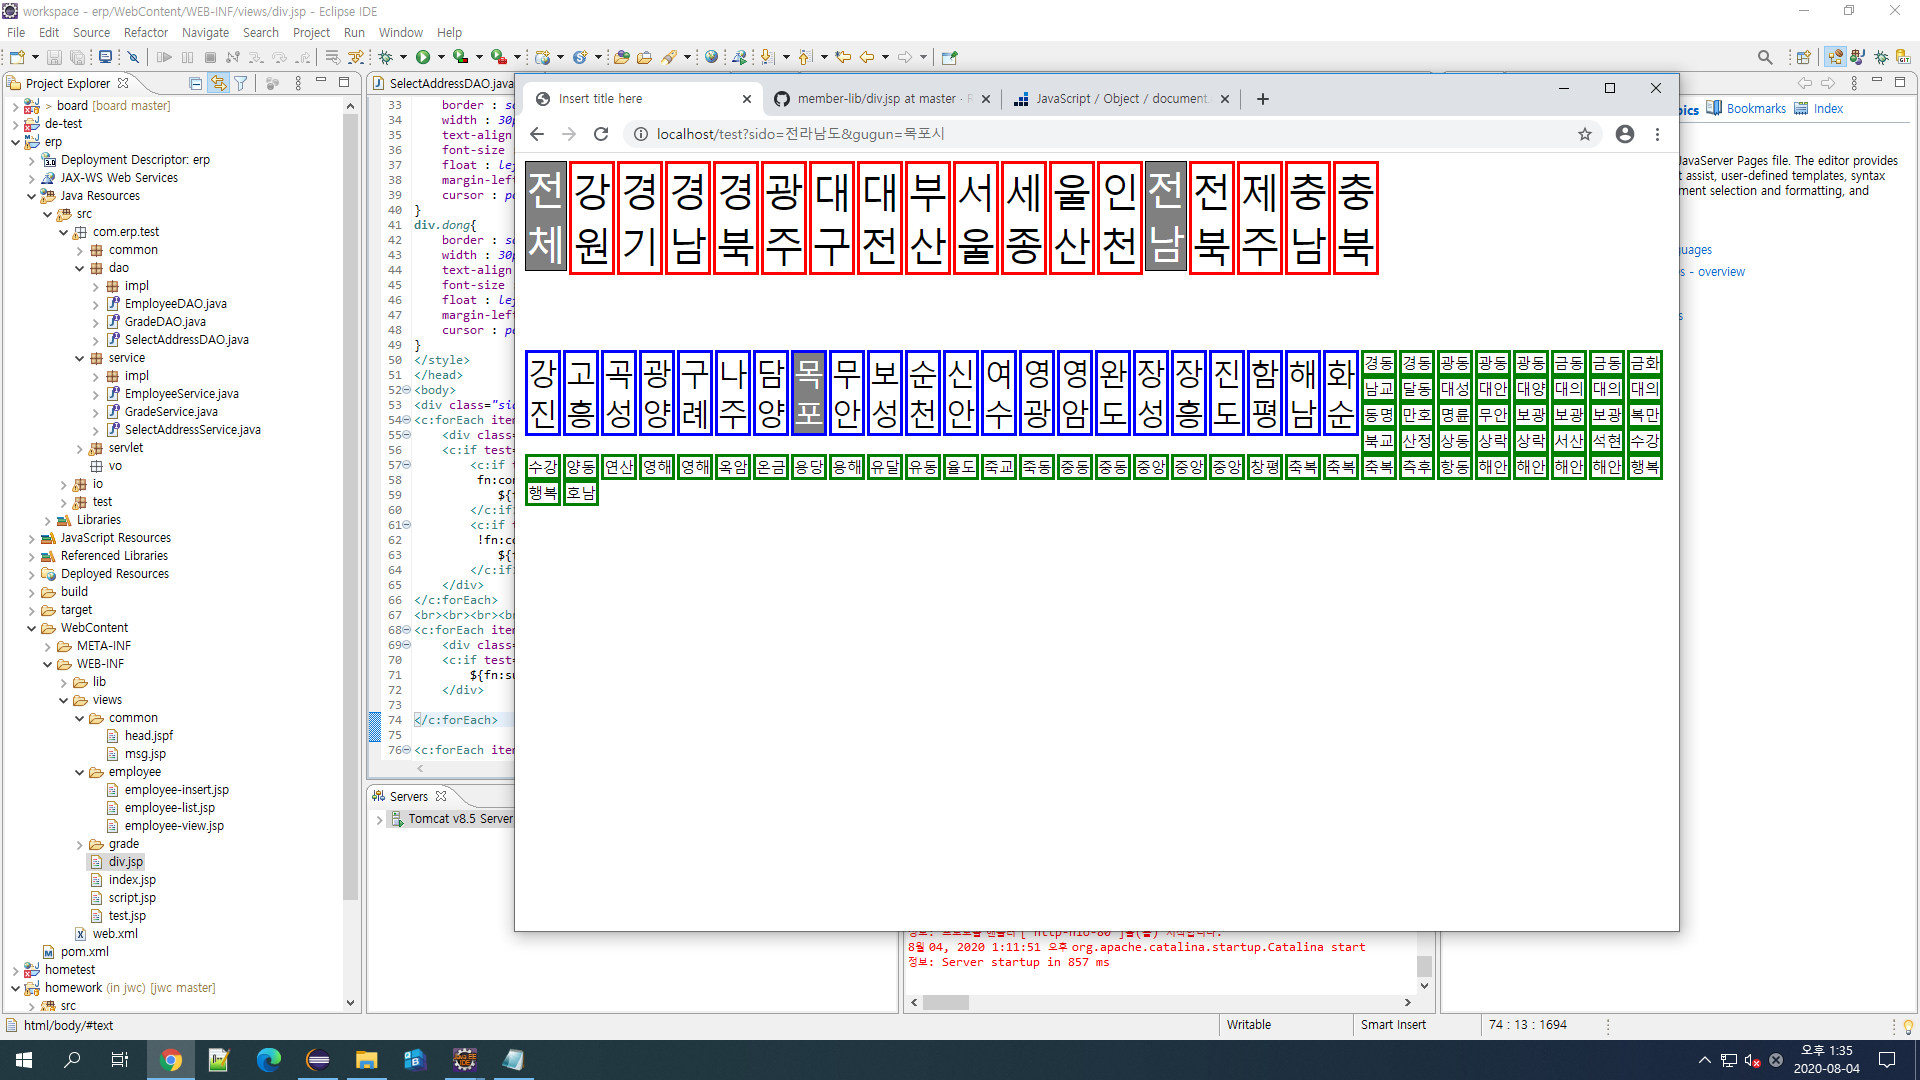 workspace - erp/WebContent/WEB-INF/views/div.jsp - Eclipse IDE
File Edit Source Refactor Navigate Search Project Run Window Help
Project Explorer
> board [board master]
de-test
erp
Deployment Descriptor: erp
JAX-WS Web Services
Java Resources
src
com.erp.test
common
dao
impl
EmployeeDAO.java
GradeDAO.java
SelectAddressDAO.java
service
impl
EmployeeService.java
GradeService.java
SelectAddressService.java
servlet
vo
io
test
Libraries
JavaScript Resources
Referenced Libraries
Deployed Resources
build
target
WebContent
META-INF
WEB-INF
lib
views
common
head.jspf
msg.jsp
employee
employee-insert.jsp
employee-list.jsp
employee-view.jsp
grade
div.jsp
index.jsp
script.jsp
test.jsp
web.xml
pom.xml
hometest
homework (in jwc) [jwc master]
src
SelectAddressDAO.java
33 border : so
34 width : 30p
35 text-align
36 font-size
37 float : le
38 margin-left
39 cursor : po
40 }
41 div.dong{
42 border : so
43 width : 30p
44 text-align
45 font-size
46 float : le
47 margin-left
48 cursor : po
49 }
50 </style>
51 </head>
52 <body>
53 <div class="sid
54 <c:forEach item
55 <div clas
56 <c:if test=
57 <c:if t
58 fn:con
59 ${f
60 </c:if
61 <c:if t
62 !fn:co
63 ${f
64 </c:if
65 </div>
66 </c:forEach>
67 <br><br><br><b
68 <c:forEach item
69 <div clas
70 <c:if test=
71 ${fn:su
72 </div>
73
74 </c:forEach>
75
76 <c:forEach item
Servers
Tomcat v8.5 Server
Insert title here
member-lib/div.jsp at master ·
JavaScript / Object / document.
localhost/test?sido=전라남도&gugun=목포시
전체 강원 경기 경남 경북 광주 대구 대전 부산 서울 세종 울산 인천 전남 전북 제주 충남 충북
강진 고흥 곡성 광양 구례 나주 담양 목포 무안 보성 순천 신안 여수 영광 영암 완도 장성 장흥 진도 함평 해남 화순
경동 경동 광동 광동 광동 금동 금동 금화
남교 달동 대성 대안 대양 대의 대의 대의
동명 만호 명륜 무안 보광 보광 보광 복만
북교 산정 상동 상락 상락 서산 석현 수강
수강 양동 연산 영해 영해 옥암 온금 용당 용해 유달 유동 율도 죽교 죽동 중동 중동 중앙 중앙 중앙 창평 축복 축복 축복 측후 항동 해안 해안 해안 해안 행복
행복 호남
Bookmarks Index
JavaServer Pages file. The editor provides
assist, user-defined templates, syntax
ment selection and formatting, and
8월 04, 2020 1:11:51 오후 org.apache.catalina.startup.Catalina start
정보: Server startup in 857 ms
html/body/#text
Writable
Smart Insert
74 : 13 : 1694
오후 1:35
2020-08-04